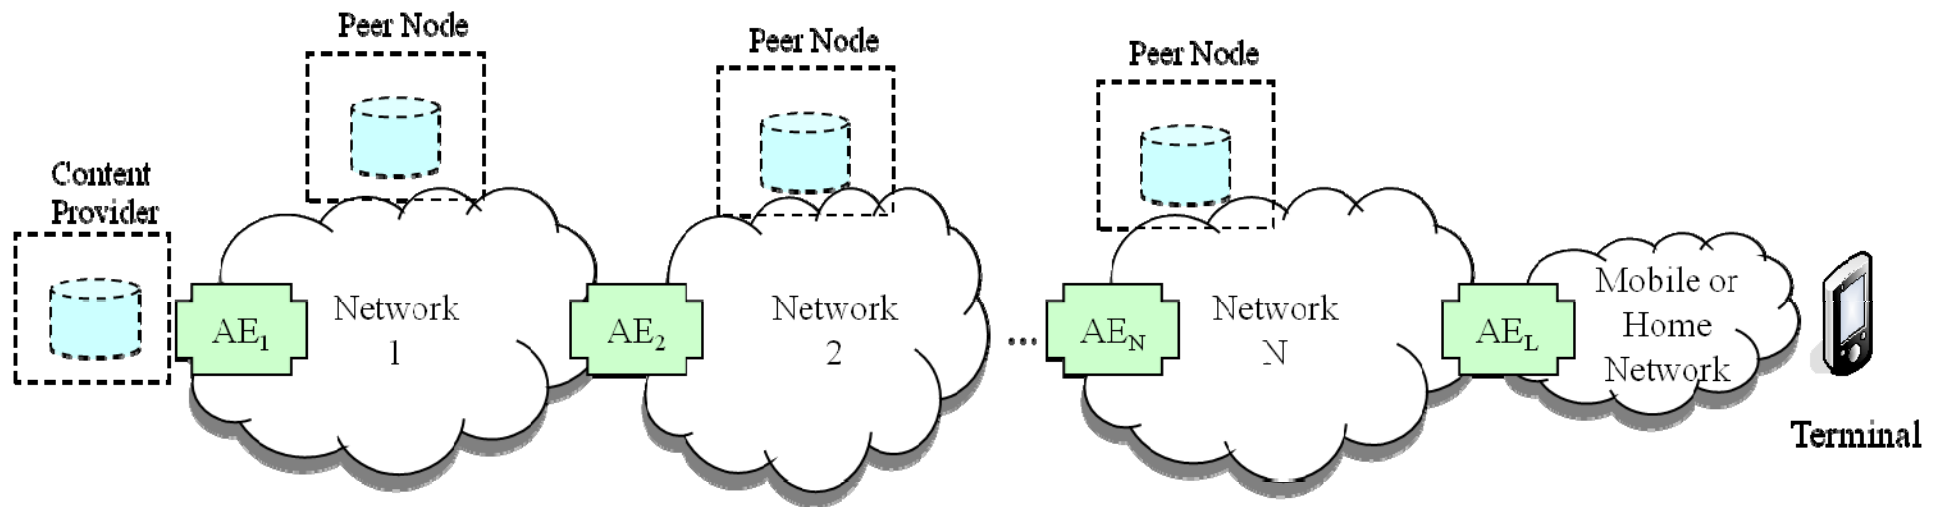 Peer Node
Peer Node
Peer Node
Content
Provider
AE1
Network
1
AE2
Network
2
...
AEN
Network
N
AEL
Mobile or
Home
Network
Terminal